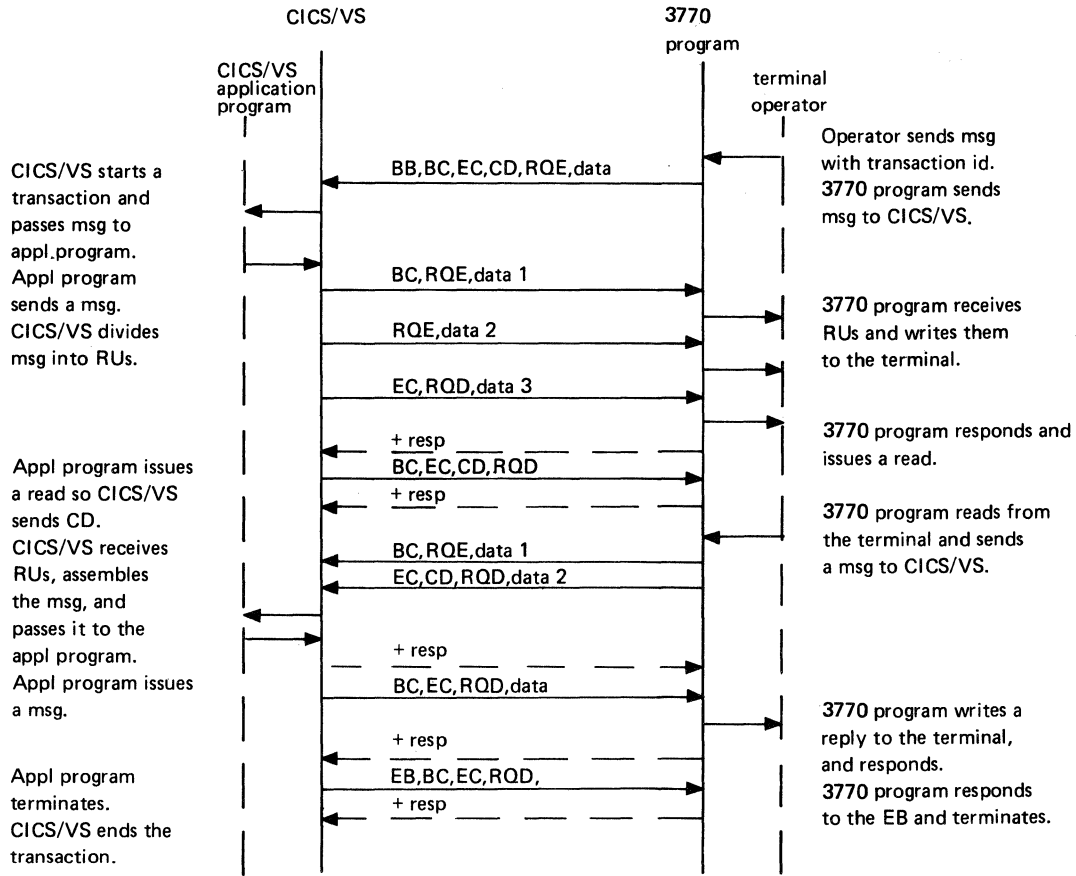 CICS/VS
3770
program
CICS/VS
application
program
terminal
operator
Operator sends msg
with transaction id.
3770 program sends
msg to CICS/VS.
BB,BC,EC,CD,RQE,data
CICS/VS starts a
transaction and
passes msg to
appl.program.
Appl program
sends a msg.
CICS/VS divides
msg into RUs.
BC,RQE,data 1
3770 program receives
RUs and writes them
to the terminal.
RQE,data 2
EC,RQD,data 3
3770 program responds and
issues a read.
+ resp
Appl program issues
a read so CICS/VS
sends CD.
BC,EC,CD,RQD
+ resp
3770 program reads from
the terminal and sends
a msg to CICS/VS.
CICS/VS receives
RUs, assembles
the msg, and
passes it to the
appl program.
BC,RQE,data 1
EC,CD,RQD,data 2
+ resp
Appl program issues
a msg.
BC,EC,RQD,data
3770 program writes a
reply to the terminal,
and responds.
+ resp
Appl program
terminates.
CICS/VS ends the
transaction.
EB,BC,EC,RQD,
3770 program responds
to the EB and terminates.
+ resp